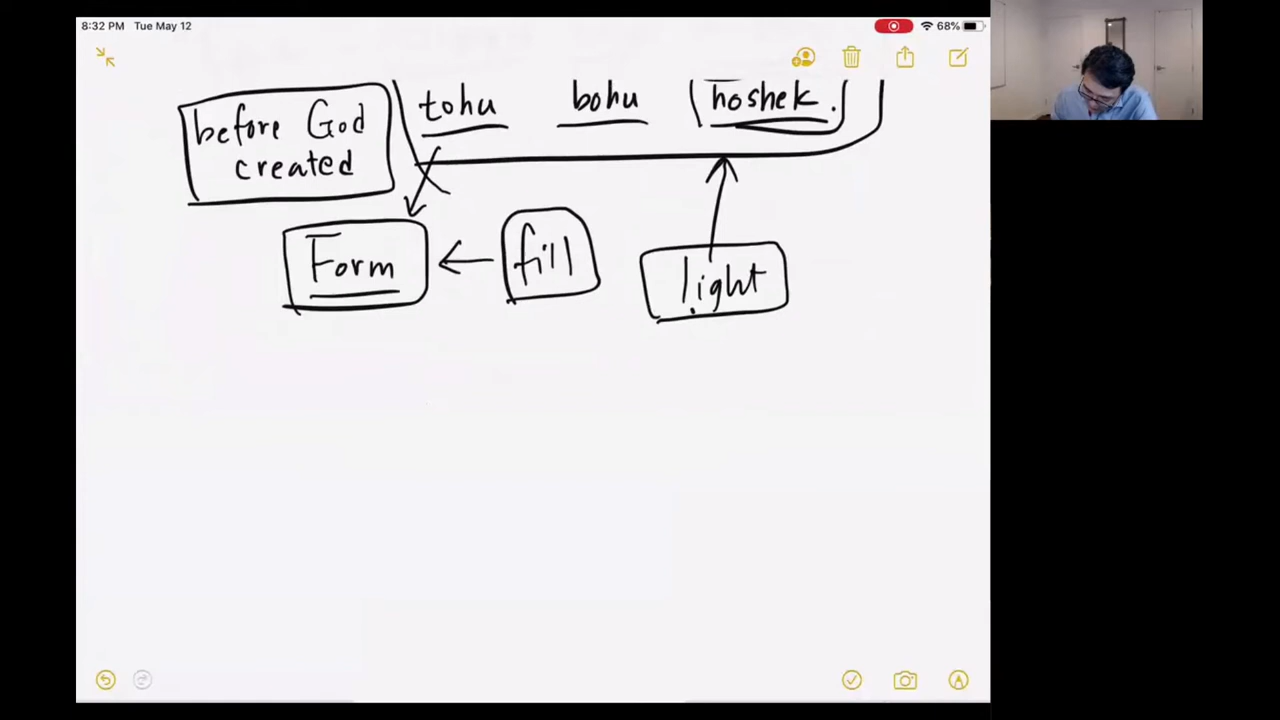 8:32 PM Tue May 12
68%
before God
created
tohu bohu hoshek.
Form
fill
light